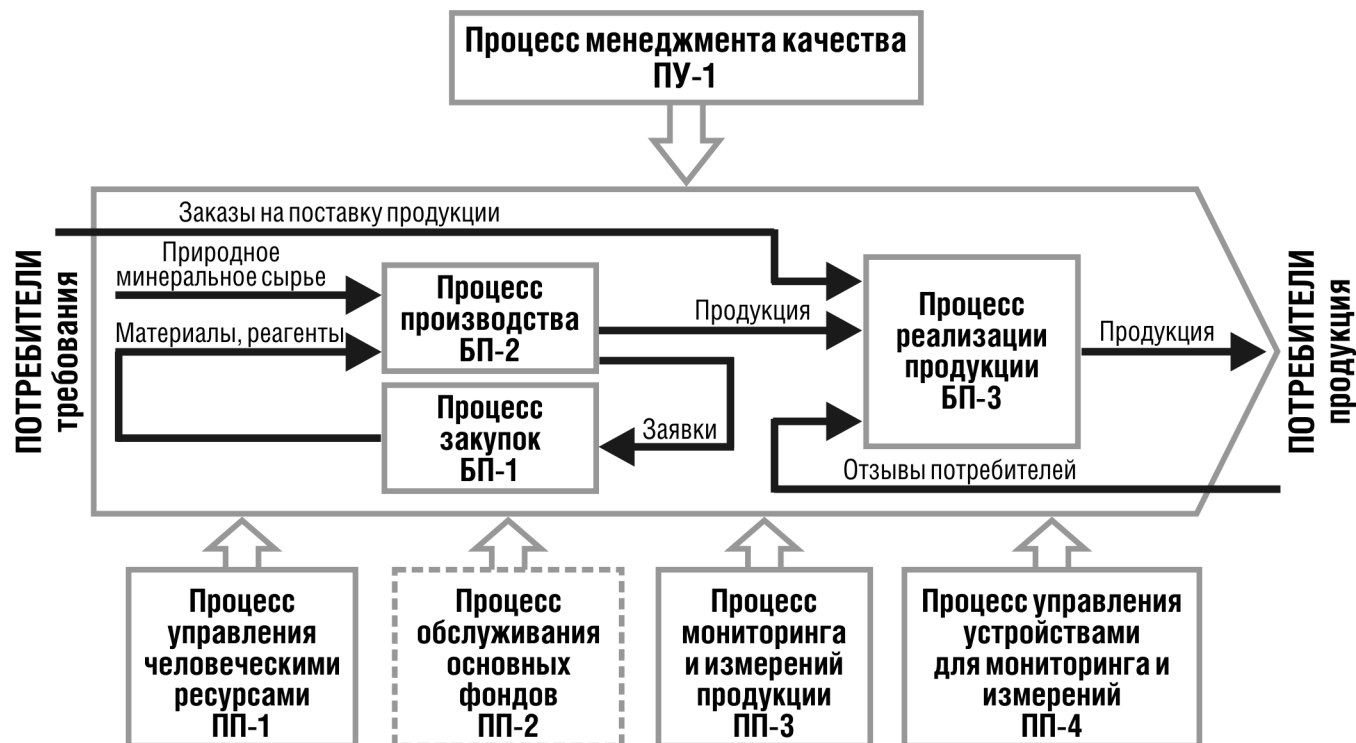 Процесс менеджмента качества
ПУ-1
Заказы на поставку продукции
ПОТРЕБИТЕЛИ
требования
Природное
минеральное сырье
Материалы, реагенты
Процесс
производства
БП-2
Продукция
Процесс
закупок
БП-1
Заявки
Процесс
реализации
продукции
БП-3
Продукция
Отзывы потребителей
ПОТРЕБИТЕЛИ
продукция
Процесс
управления
человеческими
ресурсами
ПП-1
Процесс
обслуживания
основных
фондов
ПП-2
Процесс
мониторинга
и измерений
продукции
ПП-3
Процесс управления
устройствами
для мониторинга и
измерений
ПП-4